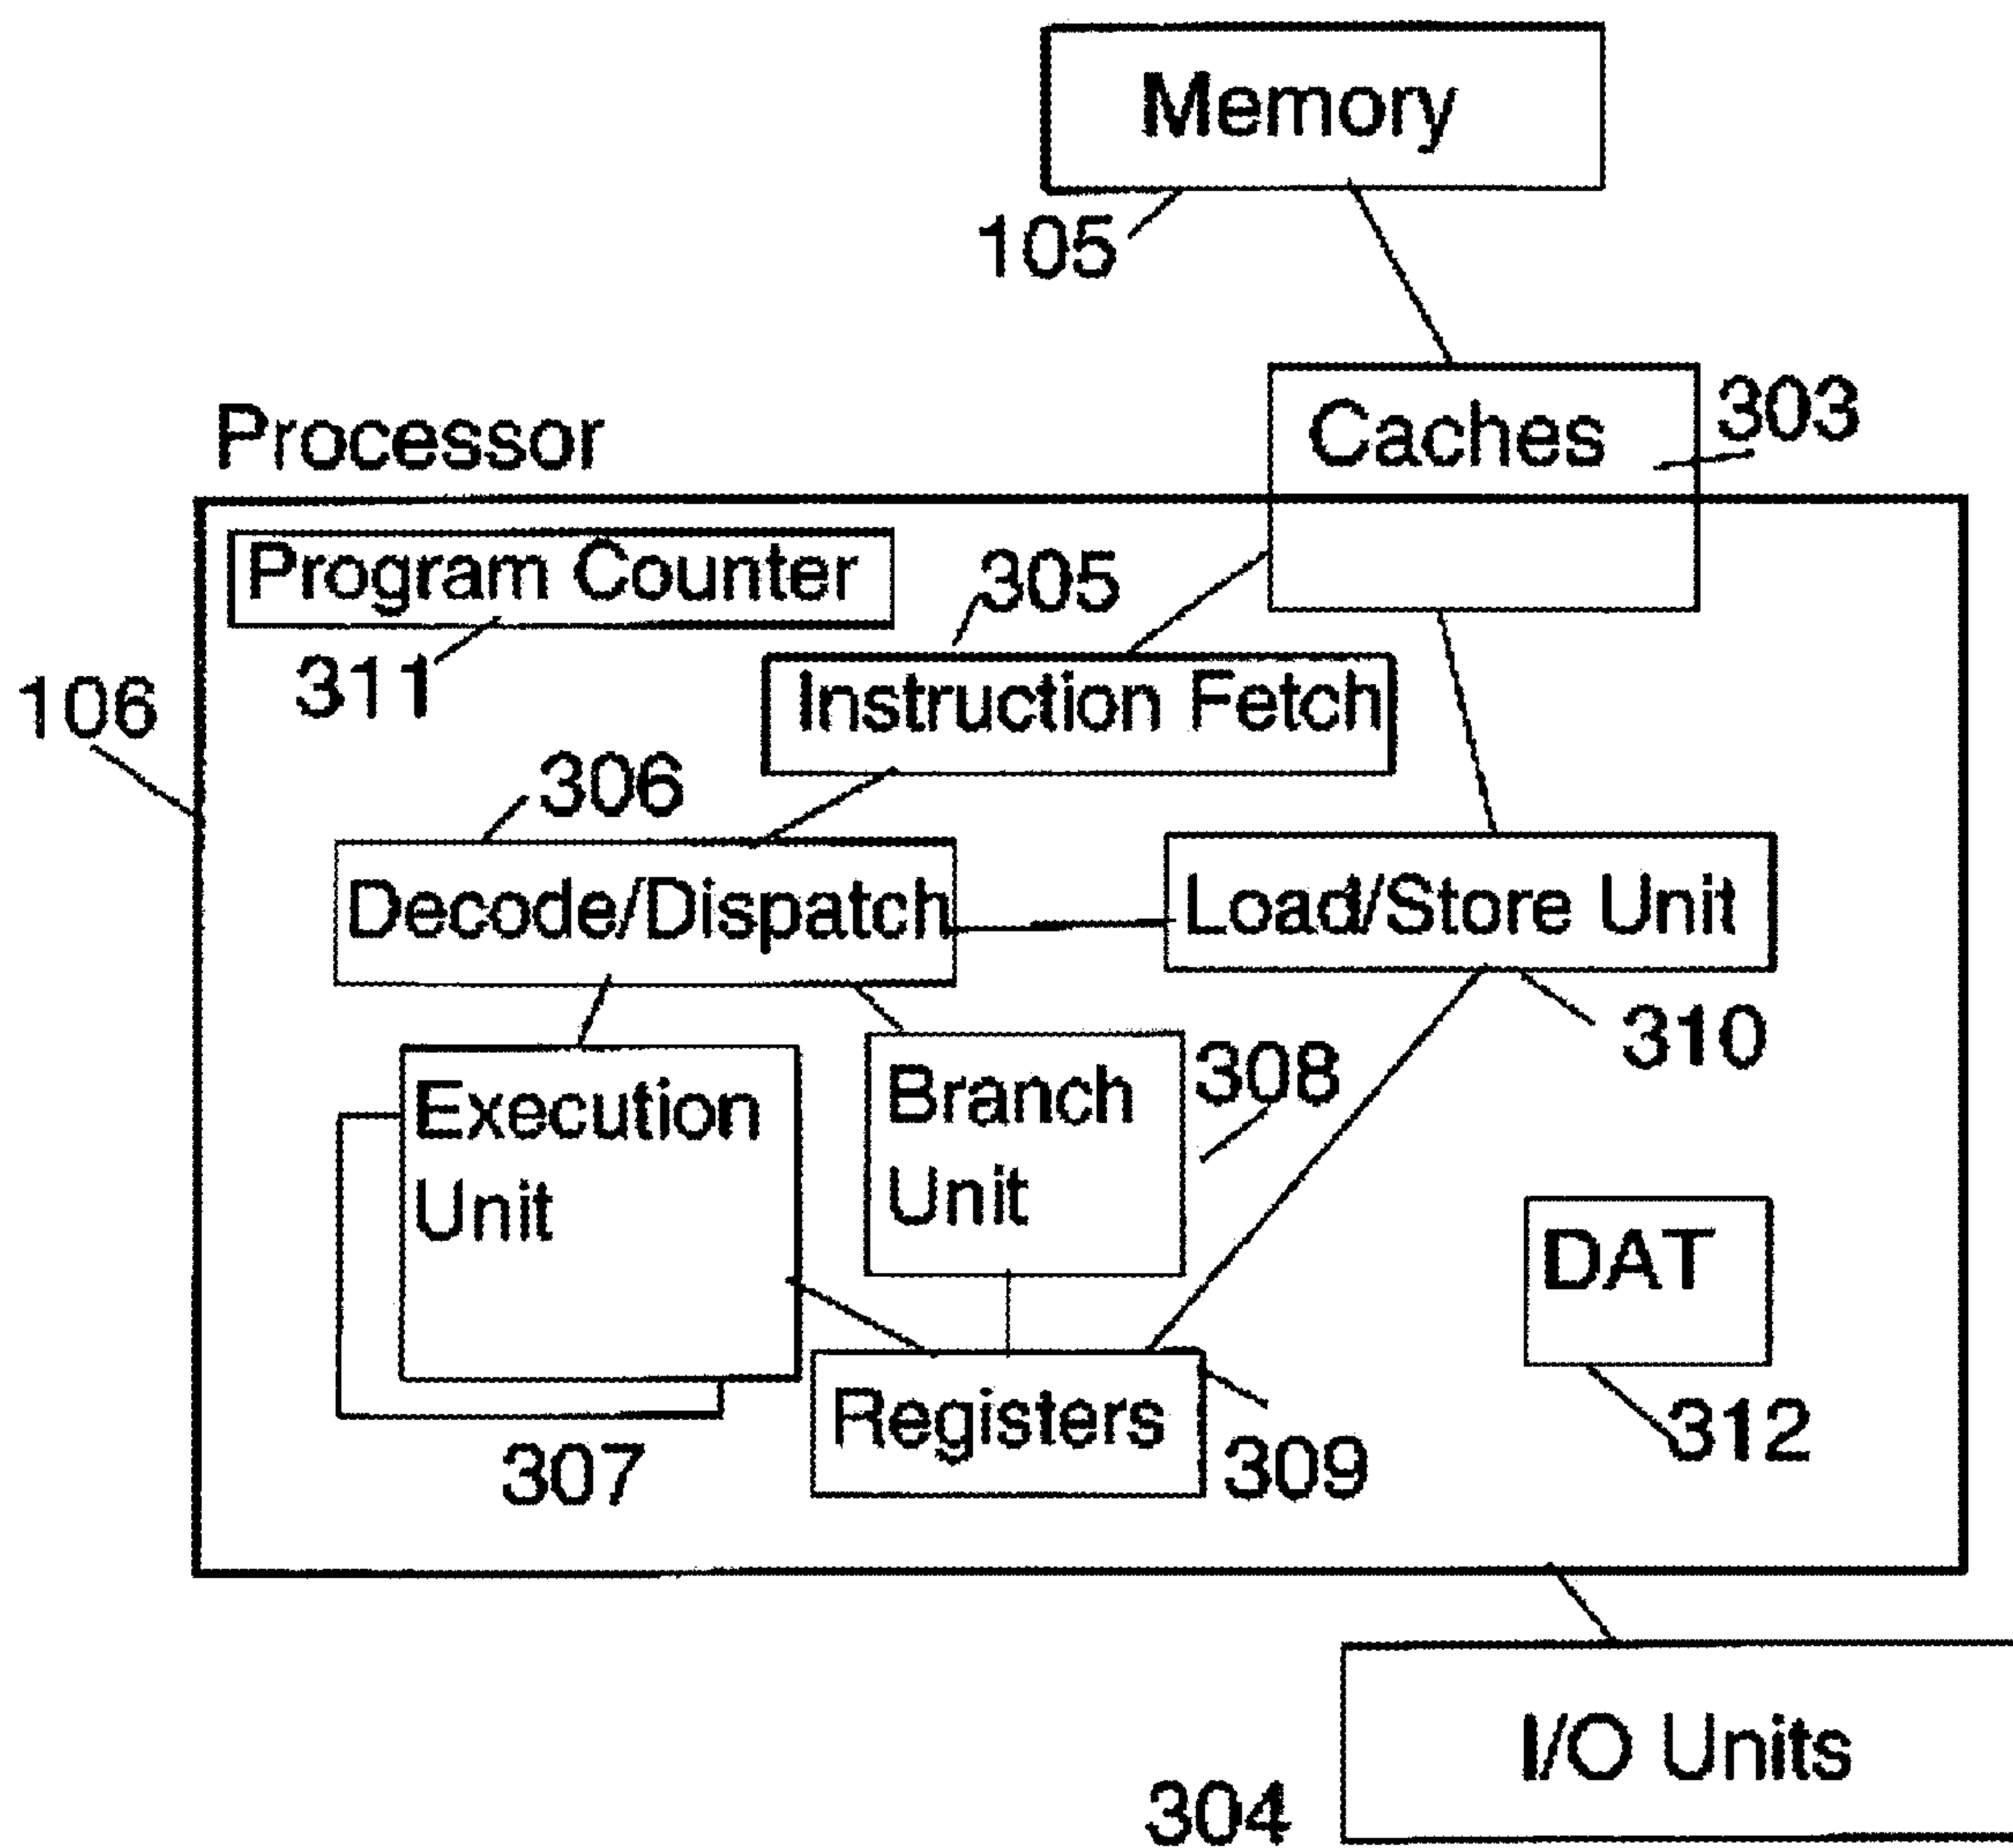 Memory
105
Caches
303
Processor
Program Counter
305
311
Instruction Fetch
106
306
Decode/Dispatch
Load/Store Unit
310
Execution
Unit
Branch
Unit
308
DAT
312
Registers
307
309
I/O Units
304